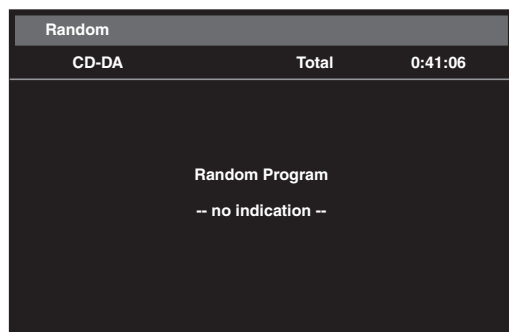 Random
CD-DA Total 0:41:06
Random Program
-- no indication --